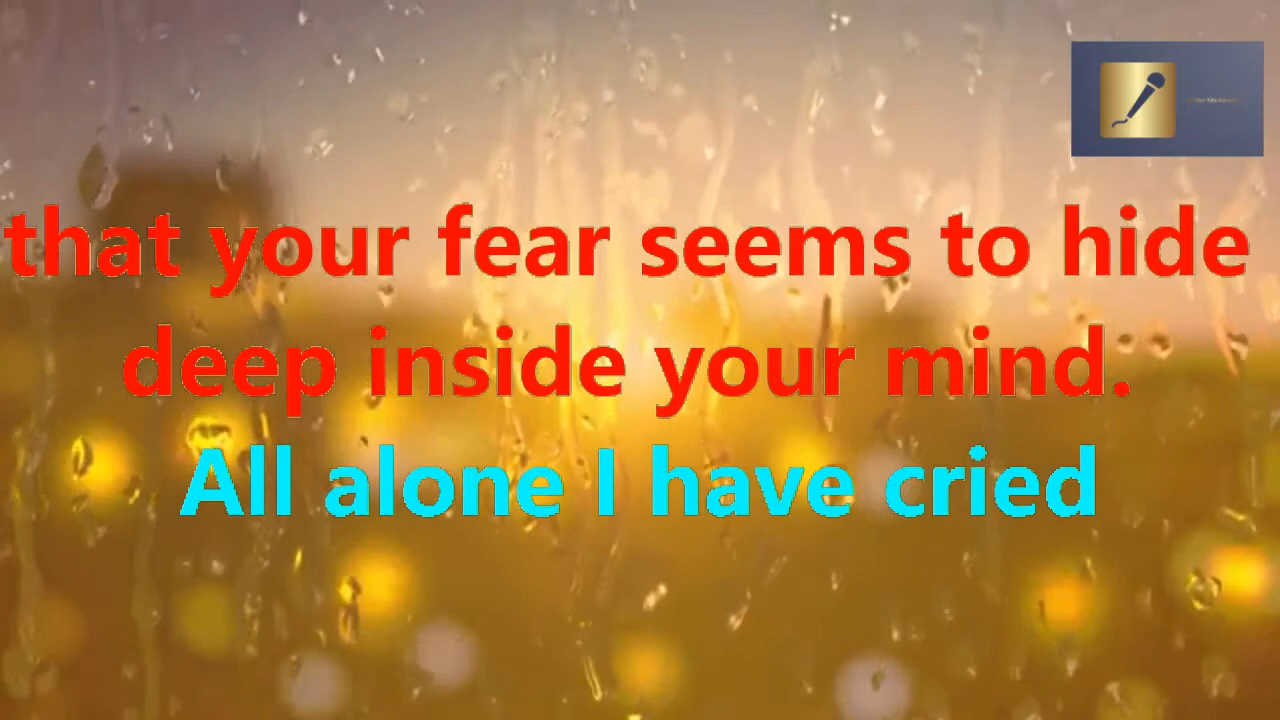 that your fear seems to hide
deep inside your mind.
All alone I have cried